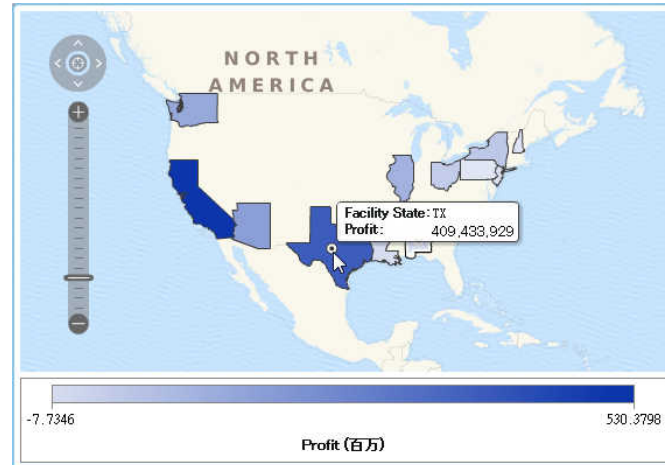 NORTH
AMERICA
Facility State: TX
Profit: 409,433,929
-7.7346 530.3798
Profit (百万)